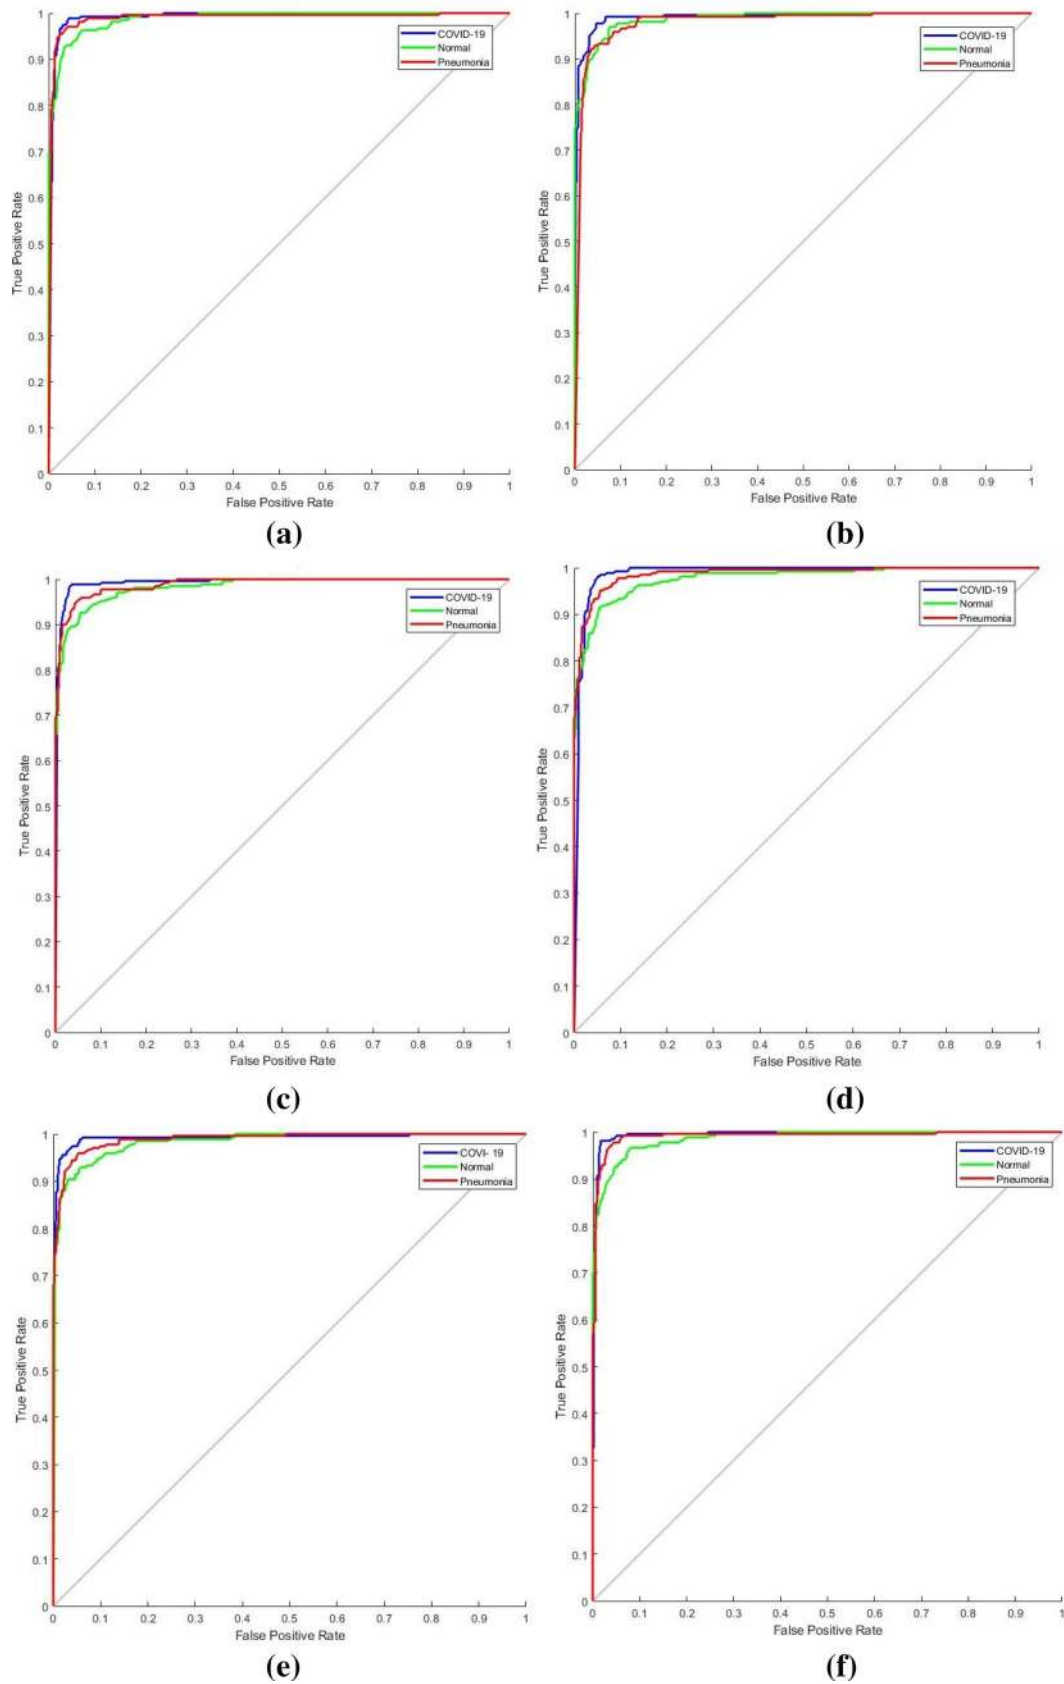 1
0.9
0.8
0.7
0.6
0.5
0.4
0.3
0.2
0.1
0
True Positive Rate
COVID-19
Normal
Pneumonia
0 0.1 0.2 0.3 0.4 0.5 0.6 0.7 0.8 0.9 1
False Positive Rate
(a)
1
0.9
0.8
0.7
0.6
0.5
0.4
0.3
0.2
0.1
0
True Positive Rate
COVID-19
Normal
Pneumonia
0 0.1 0.2 0.3 0.4 0.5 0.6 0.7 0.8 0.9 1
False Positive Rate
(b)
1
0.9
0.8
0.7
0.6
0.5
0.4
0.3
0.2
0.1
0
True Positive Rate
COVID-19
Normal
Pneumonia
0 0.1 0.2 0.3 0.4 0.5 0.6 0.7 0.8 0.9 1
False Positive Rate
(c)
1
0.9
0.8
0.7
0.6
0.5
0.4
0.3
0.2
0.1
0
True Positive Rate
COVID-19
Normal
Pneumonia
0 0.1 0.2 0.3 0.4 0.5 0.6 0.7 0.8 0.9 1
False Positive Rate
(d)
1
0.9
0.8
0.7
0.6
0.5
0.4
0.3
0.2
0.1
0
True Positive Rate
COVI- 19
Normal
Pneumonia
0 0.1 0.2 0.3 0.4 0.5 0.6 0.7 0.8 0.9 1
False Positive Rate
(e)
1
0.9
0.8
0.7
0.6
0.5
0.4
0.3
0.2
0.1
0
True Positive Rate
COVID-19
Normal
Pneumonia
0 0.1 0.2 0.3 0.4 0.5 0.6 0.7 0.8 0.9 1
False Positive Rate
(f)